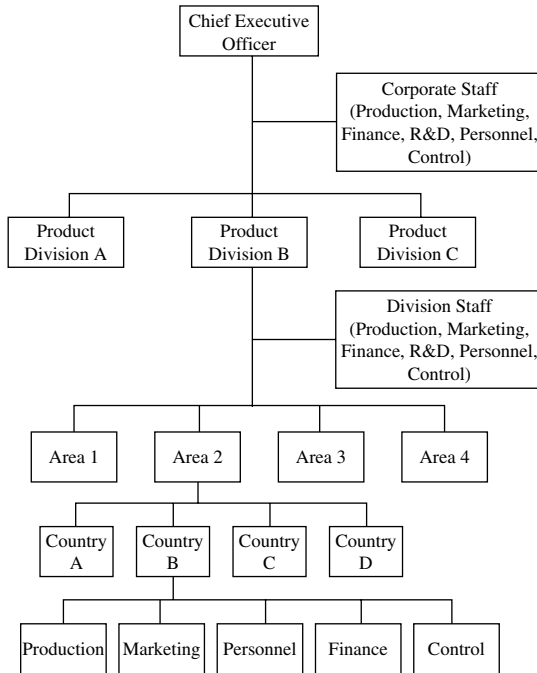 Chief Executive
Officer
Corporate Staff
(Production, Marketing,
Finance, R&D, Personnel,
Control)
Product
Division A
Product
Division B
Product
Division C
Division Staff
(Production, Marketing,
Finance, R&D, Personnel,
Control)
Area 1
Area 2
Area 3
Area 4
Country
A
Country
B
Country
C
Country
D
Production
Marketing
Personnel
Finance
Control